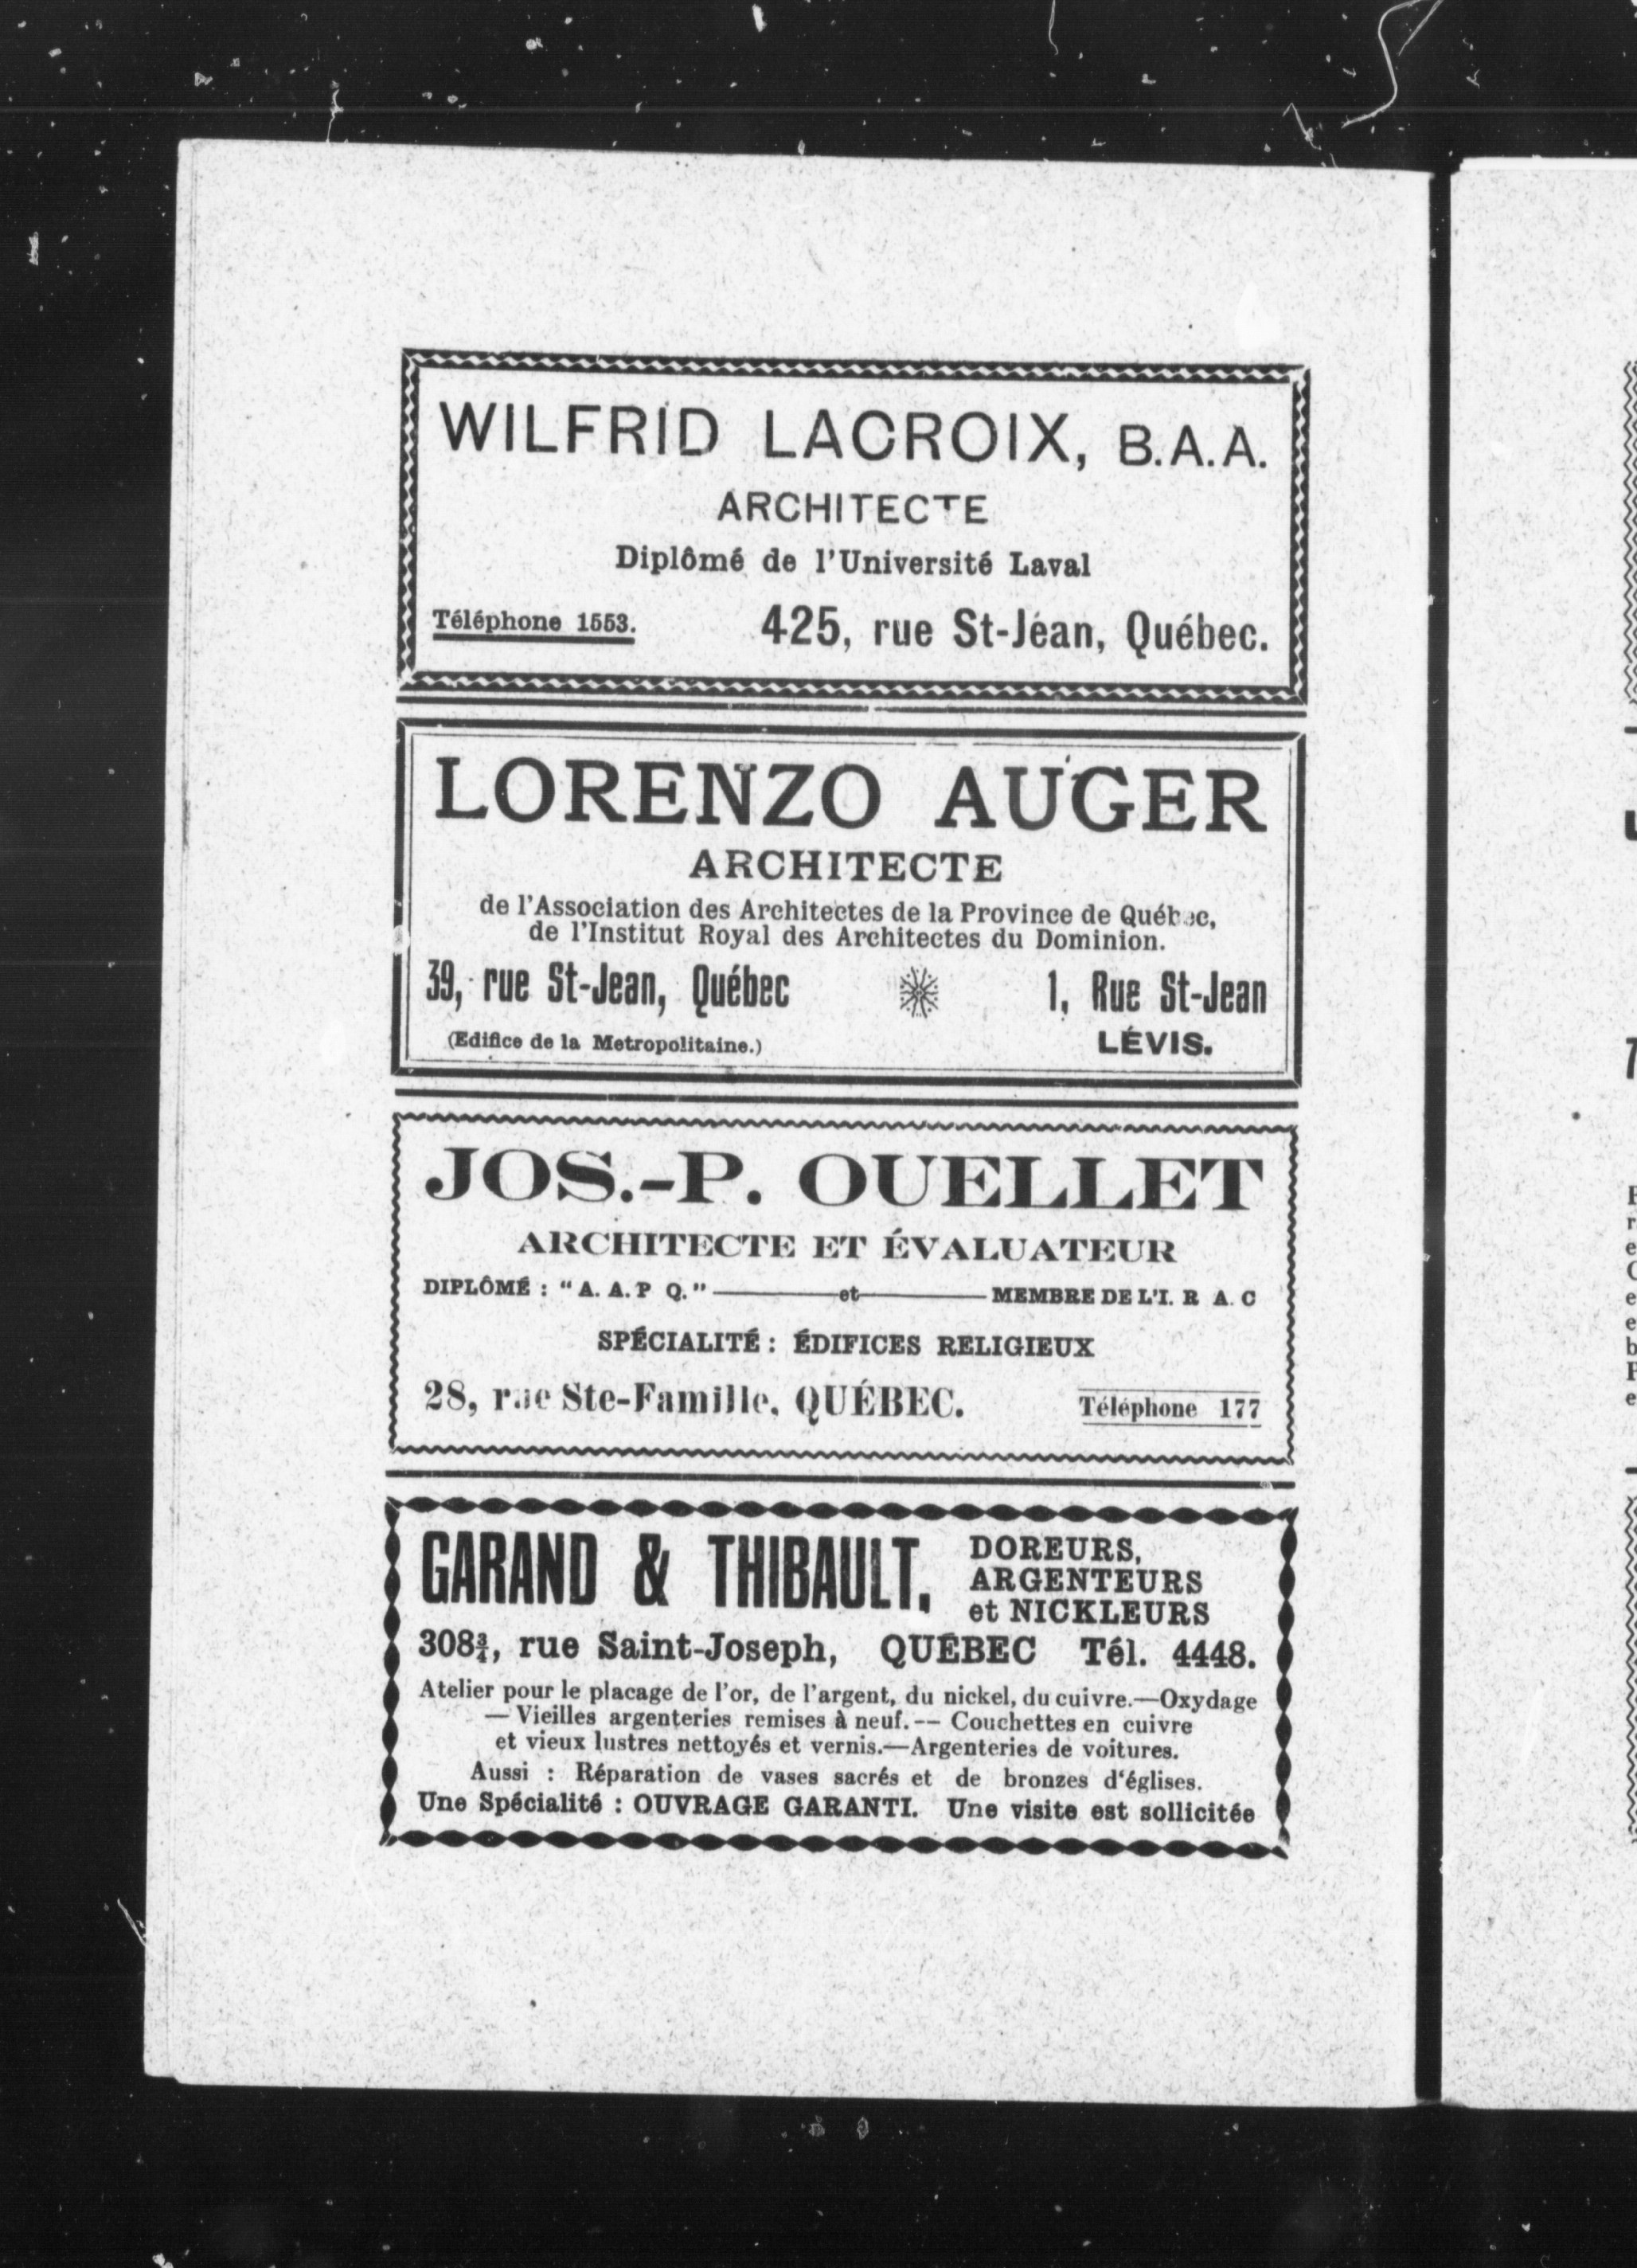 WILFRID LACROIX, B.A.A.
ARCHITECTE
Diplômé de l'Université Laval
Téléphone 1553. 425, rue St-Jean, Québec.
LORENZO AUGER
ARCHITECTE
de l'Association des Architectes de la Province de Québec,
de l'Institut Royal des Architectes du Dominion.
39, rue St-Jean, Québec 1, Rue St-Jean
(Edifice de la Metropolitaine.) LÉVIS.
JOS.-P. OUELLET
ARCHITECTE ET ÉVALUATEUR
DIPLÔMÉ : "A. A. P Q." ——— et ——— MEMBRE DE L'I. R A. C
SPÉCIALITÉ : ÉDIFICES RELIGIEUX
28, rue Ste-Famille, QUÉBEC. Téléphone 177
GARAND & THIBAULT, DOREURS,
ARGENTEURS
et NICKLEURS
308¾, rue Saint-Joseph, QUÉBEC Tél. 4448.
Atelier pour le placage de l'or, de l'argent, du nickel, du cuivre.—Oxydage
— Vieilles argenteries remises à neuf.-- Couchettes en cuivre
et vieux lustres nettoyés et vernis.—Argenteries de voitures.
Aussi : Réparation de vases sacrés et de bronzes d'églises.
Une Spécialité : OUVRAGE GARANTI. Une visite est sollicitée